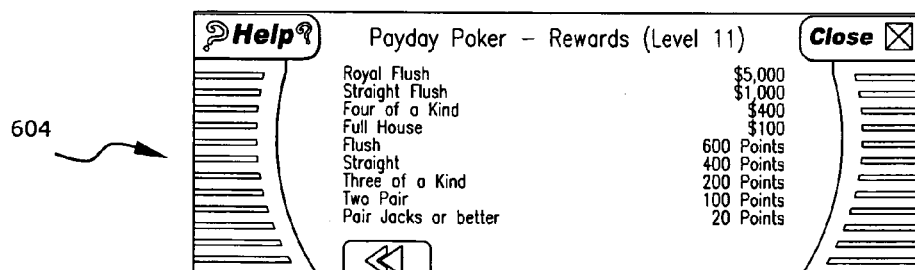 Help
Payday Poker – Rewards (Level 11)
Close
Royal Flush $5,000
Straight Flush $1,000
Four of a Kind $400
Full House $100
Flush 600 Points
Straight 400 Points
Three of a Kind 200 Points
Two Pair 100 Points
Pair Jacks or better 20 Points
604